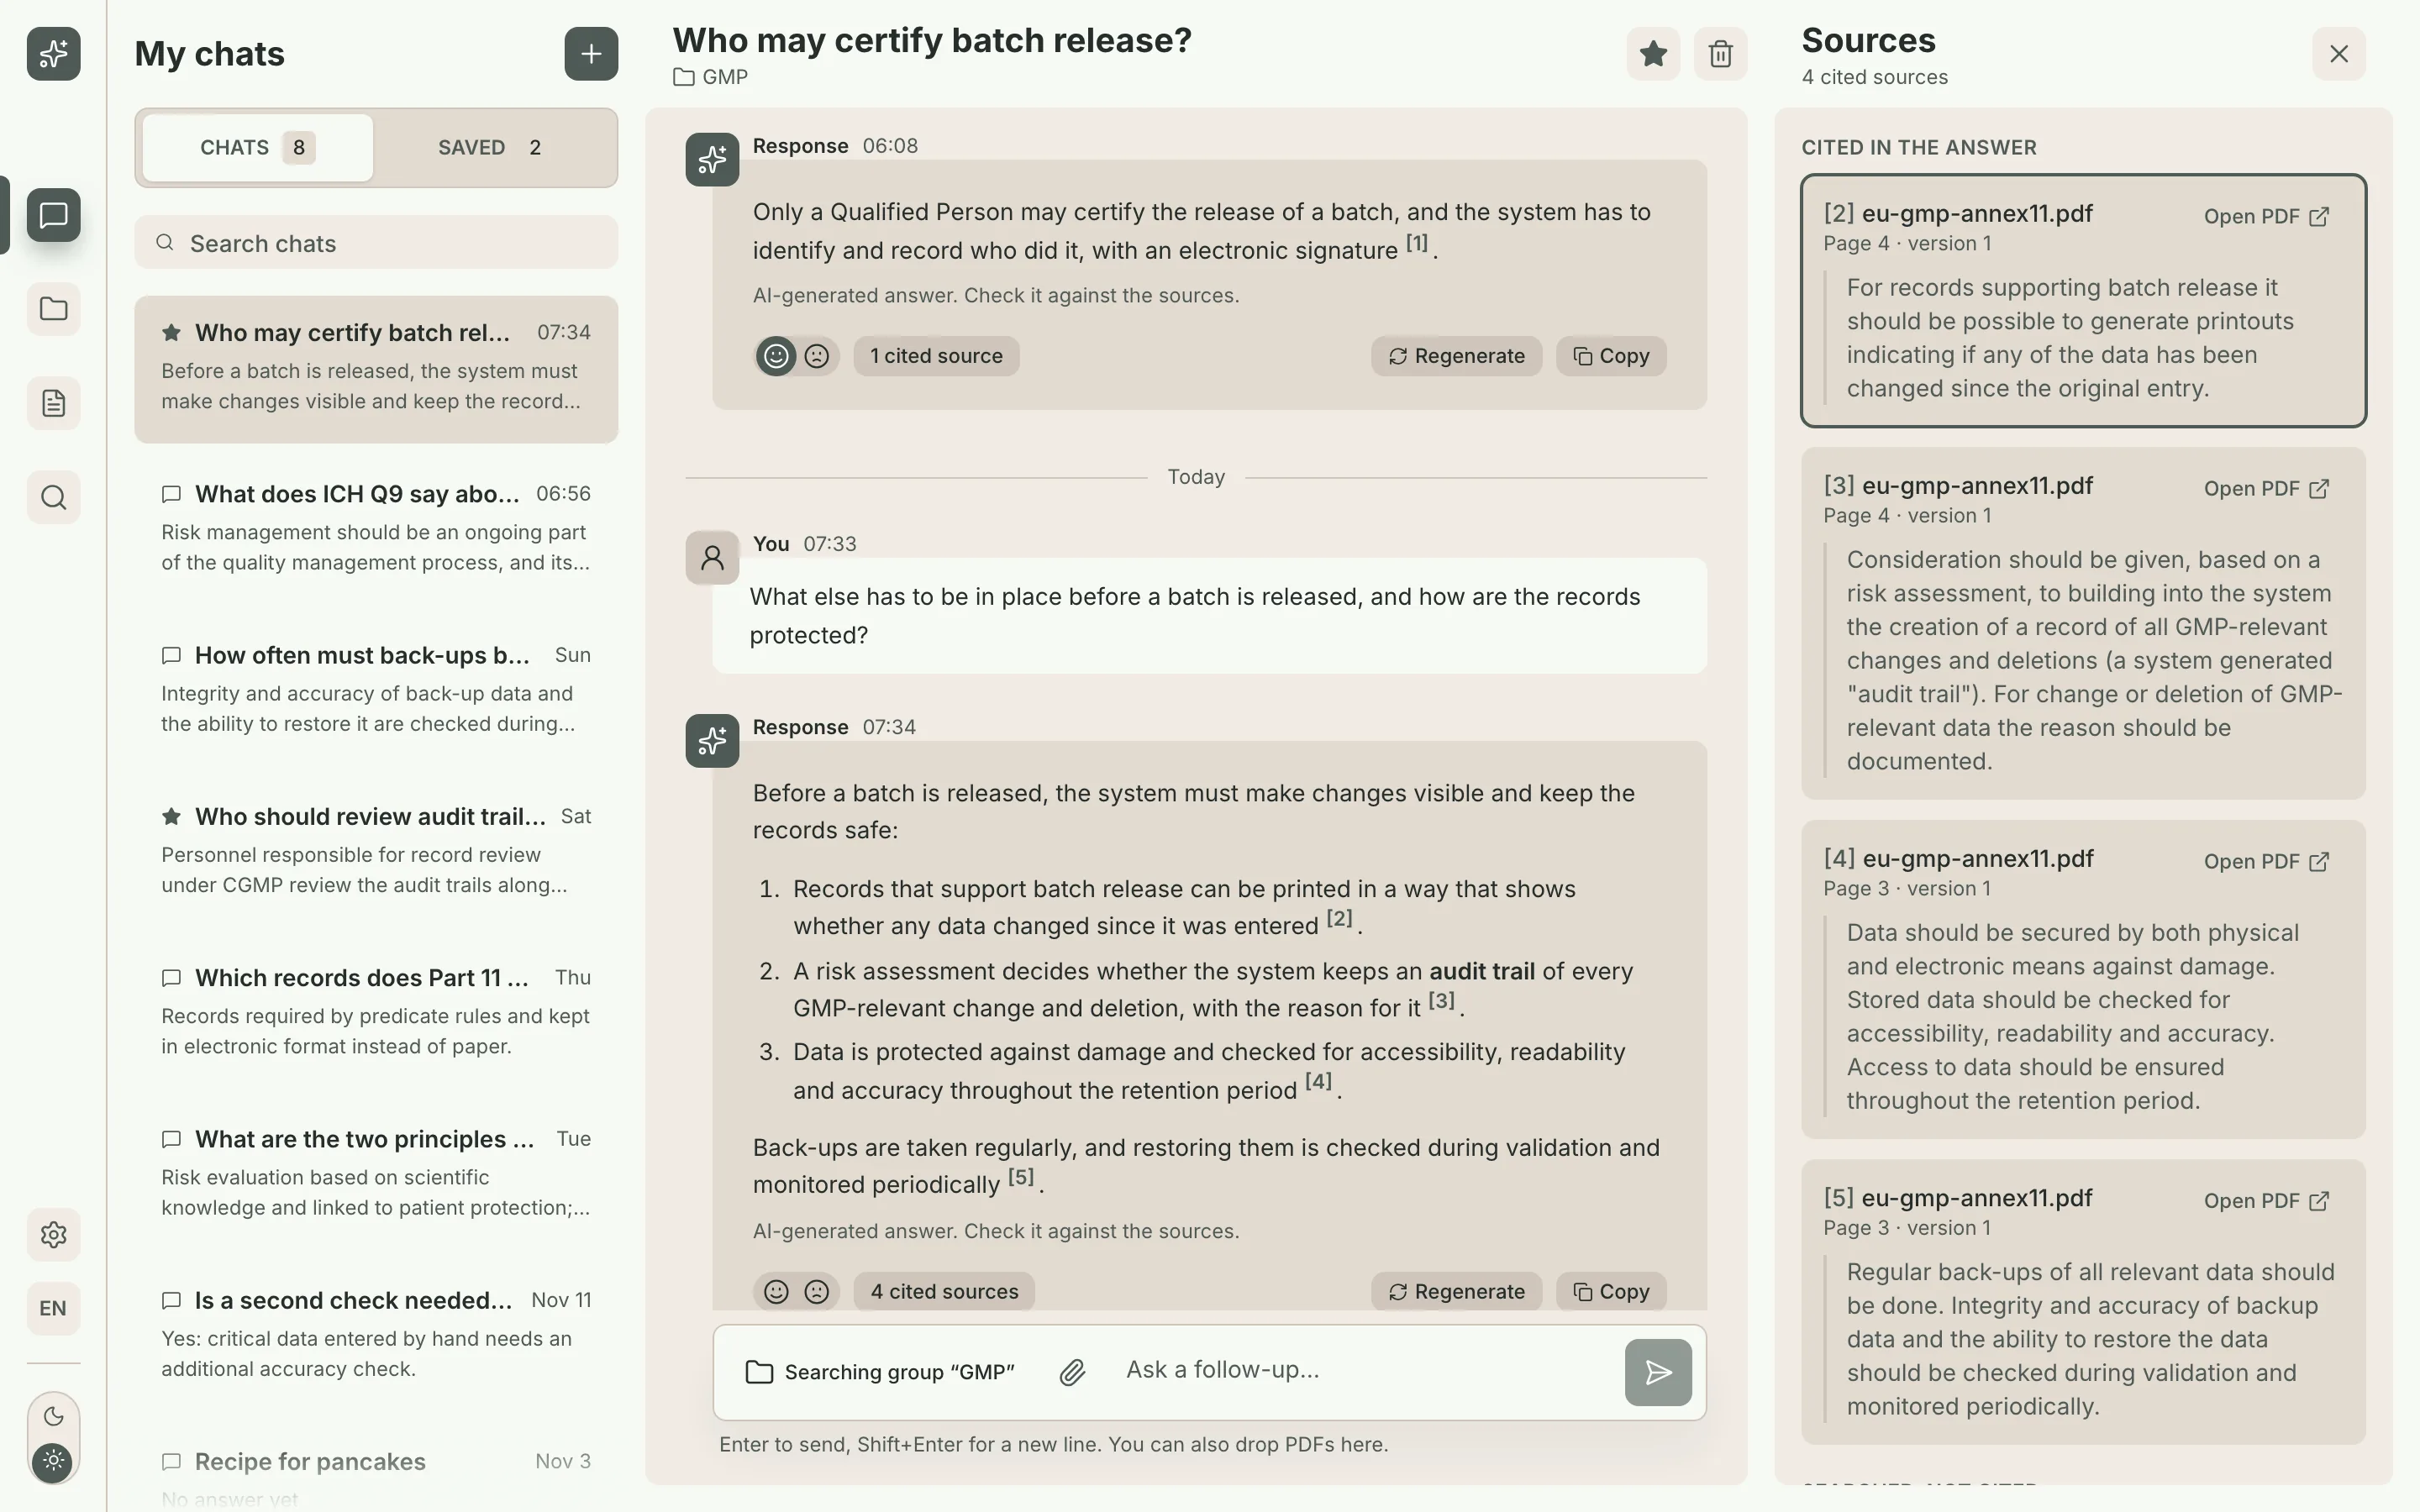 My chats
CHATS 8
SAVED 2
Search chats
Who may certify batch rel... 07:34
Before a batch is released, the system must
make changes visible and keep the record...
What does ICH Q9 say abo... 06:56
Risk management should be an ongoing part
of the quality management process, and its...
How often must back-ups b... Sun
Integrity and accuracy of back-up data and
the ability to restore it are checked during...
Who should review audit trail... Sat
Personnel responsible for record review
under CGMP review the audit trails along...
Which records does Part 11 ... Thu
Records required by predicate rules and kept
in electronic format instead of paper.
What are the two principles ... Tue
Risk evaluation based on scientific
knowledge and linked to patient protection;...
Is a second check needed... Nov 11
Yes: critical data entered by hand needs an
additional accuracy check.
Recipe for pancakes Nov 3
No answer yet
EN
Who may certify batch release?
GMP
Response 06:08
Only a Qualified Person may certify the release of a batch, and the system has to
identify and record who did it, with an electronic signature [1].
AI-generated answer. Check it against the sources.
1 cited source
Regenerate
Copy
Today
You 07:33
What else has to be in place before a batch is released, and how are the records
protected?
Response 07:34
Before a batch is released, the system must make changes visible and keep the
records safe:
1. Records that support batch release can be printed in a way that shows
whether any data changed since it was entered [2].
2. A risk assessment decides whether the system keeps an audit trail of every
GMP-relevant change and deletion, with the reason for it [3].
3. Data is protected against damage and checked for accessibility, readability
and accuracy throughout the retention period [4].
Back-ups are taken regularly, and restoring them is checked during validation and
monitored periodically [5].
AI-generated answer. Check it against the sources.
4 cited sources
Regenerate
Copy
Searching group “GMP”
Ask a follow-up...
Enter to send, Shift+Enter for a new line. You can also drop PDFs here.
Sources
4 cited sources
CITED IN THE ANSWER
[2] eu-gmp-annex11.pdf Open PDF
Page 4 · version 1
For records supporting batch release it
should be possible to generate printouts
indicating if any of the data has been
changed since the original entry.
[3] eu-gmp-annex11.pdf Open PDF
Page 4 · version 1
Consideration should be given, based on a
risk assessment, to building into the system
the creation of a record of all GMP-relevant
changes and deletions (a system generated
"audit trail"). For change or deletion of GMP-
relevant data the reason should be
documented.
[4] eu-gmp-annex11.pdf Open PDF
Page 3 · version 1
Data should be secured by both physical
and electronic means against damage.
Stored data should be checked for
accessibility, readability and accuracy.
Access to data should be ensured
throughout the retention period.
[5] eu-gmp-annex11.pdf Open PDF
Page 3 · version 1
Regular back-ups of all relevant data should
be done. Integrity and accuracy of backup
data and the ability to restore the data
should be checked during validation and
monitored periodically.